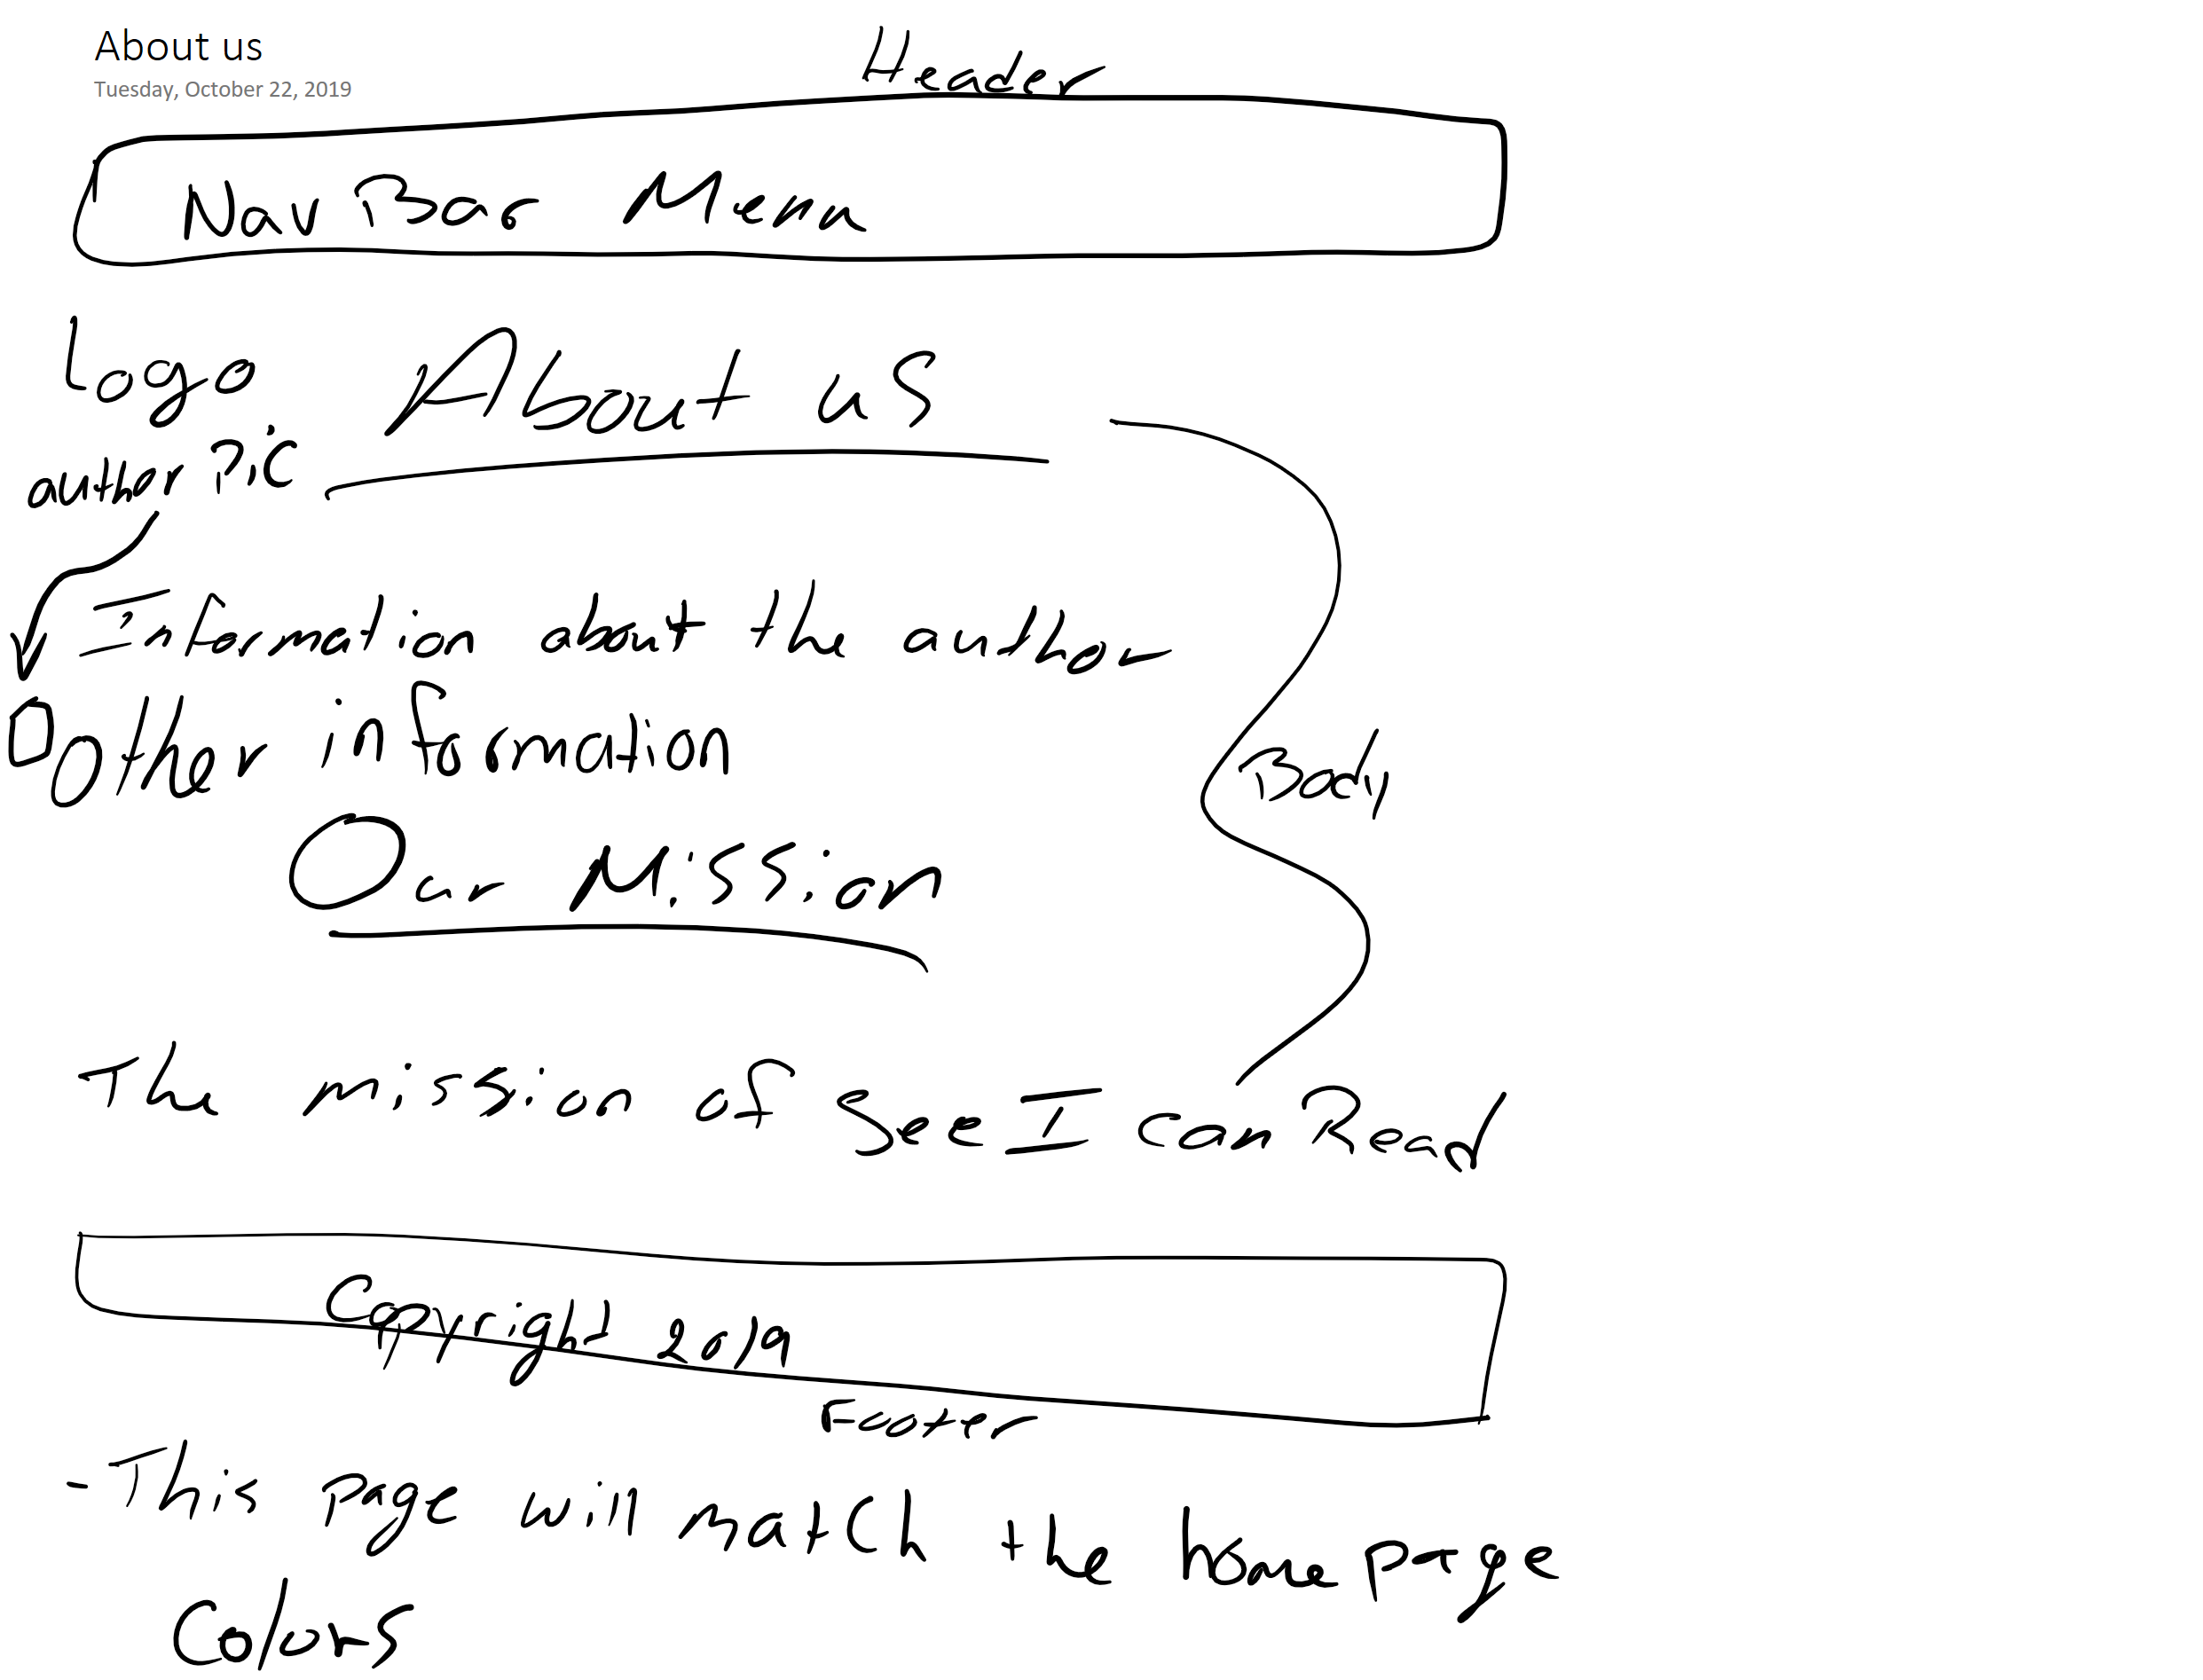 About us
Tuesday, October 22, 2019
Header
Nav Bar Menu
Logo
About us
author Pic
Information about the author
Other information
Body
Our Mission
The mission of See I can Read
Copyright 2019
Footer
- This page will match the home page
Colors